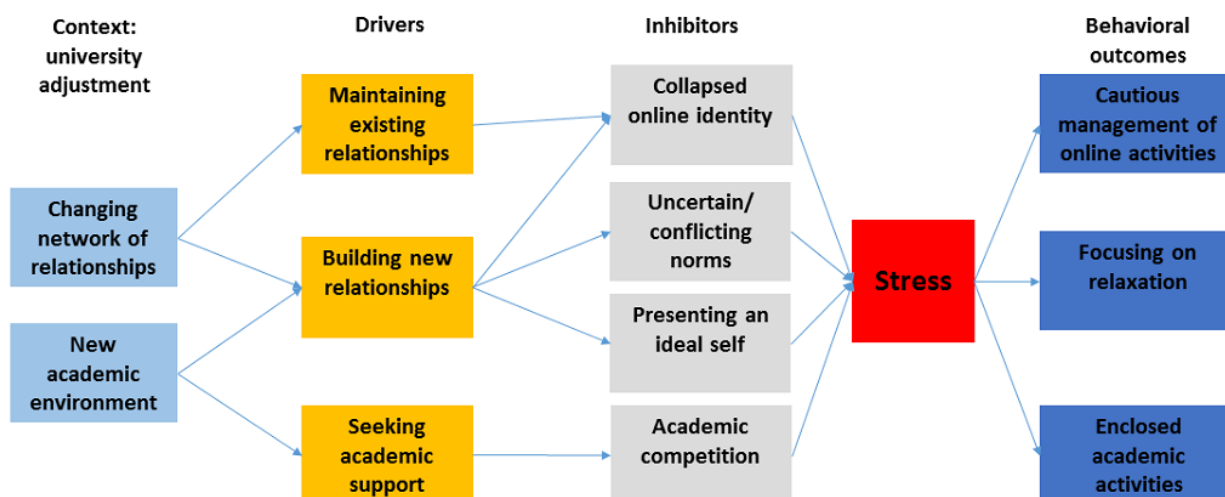 Context:
university
adjustment
Drivers
Inhibitors
Behavioral
outcomes
Changing
network of
relationships
New
academic
environment
Maintaining
existing
relationships
Building new
relationships
Seeking
academic
support
Collapsed
online identity
Uncertain/
conflicting
norms
Presenting an
ideal self
Academic
competition
Stress
Cautious
management of
online activities
Focusing on
relaxation
Enclosed
academic
activities